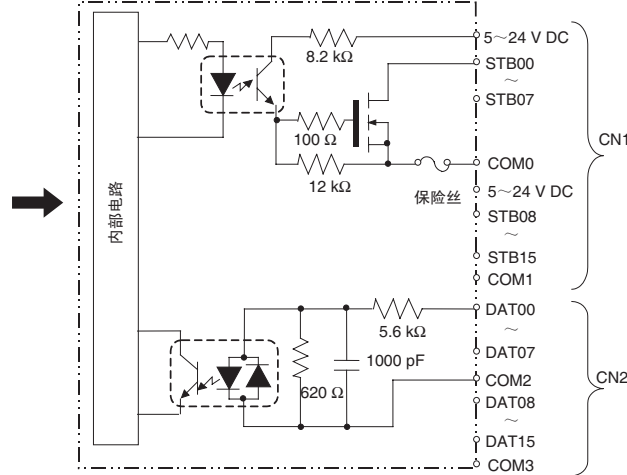 5～24 V DC
8.2 kΩ
STB00
～
STB07
CN1
100 Ω
COM0
12 kΩ
保险丝
5～24 V DC
内部电路
STB08
～
STB15
COM1
DAT00
5.6 kΩ
～
DAT07
1000 pF
CN2
620 Ω
COM2
DAT08
～
DAT15
COM3